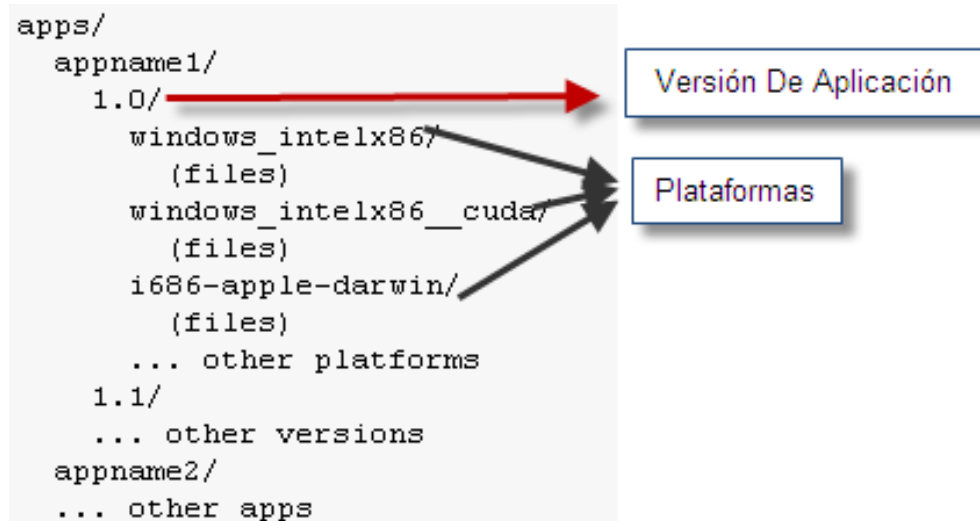 apps/
appname1/
1.0/
Versión De Aplicación
windows_intelx86/
(files)
Plataformas
windows_intelx86__cuda/
(files)
i686-apple-darwin/
(files)
... other platforms
1.1/
... other versions
appname2/
... other apps